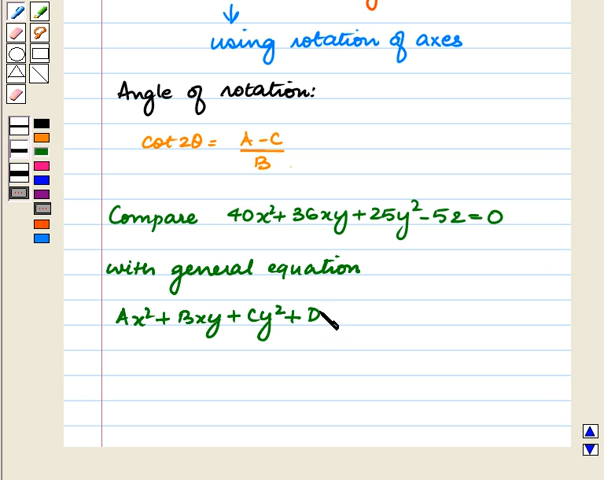 using rotation of axes
Angle of rotation:
cot 2θ = A - C / B
Compare 40x² + 36xy + 25y² - 52 = 0
with general equation
Ax² + Bxy + Cy² + D